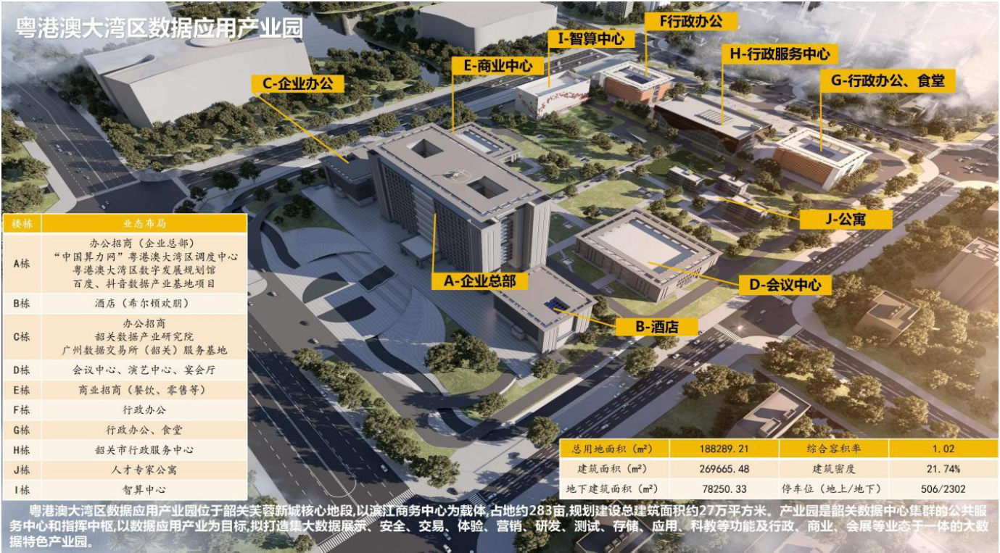 粤港澳大湾区数据应用产业园
F行政办公
I-智算中心
H-行政服务中心
E-商业中心
G-行政办公、食堂
C-企业办公
J-公寓
A-企业总部
D-会议中心
B-酒店
楼栋 业态布局
A栋 办公招商（企业总部）
“中国算力网”粤港澳大湾区调度中心
粤港澳大湾区数字发展规划馆
百度、抖音数据产业基地项目
B栋 酒店（希尔顿欢朋）
C栋 办公招商
韶关数据产业研究院
广州数据交易所（韶关）服务基地
D栋 会议中心、演艺中心、宴会厅
E栋 商业招商（餐饮、零售等）
F栋 行政办公
G栋 行政办公、食堂
H栋 韶关市行政服务中心
J栋 人才专家公寓
I栋 智算中心
总用地面积（㎡） 188289.21 综合容积率 1.02
建筑面积（㎡） 269665.48 建筑密度 21.74%
地下建筑面积（㎡） 78250.33 停车位（地上/地下） 506/2302
粤港澳大湾区数据应用产业园位于韶关芙蓉新城核心地段,以滨江商务中心为载体,占地约283亩,规划建设总建筑面积约27万平方米。产业园是韶关数据中心集群的公共服
务中心和指挥中枢,以数据应用产业为目标,拟打造集大数据展示、安全、交易、体验、营销、研发、测试、存储、应用、科教等功能及行政、商业、会展等业态于一体的大数
据特色产业园。